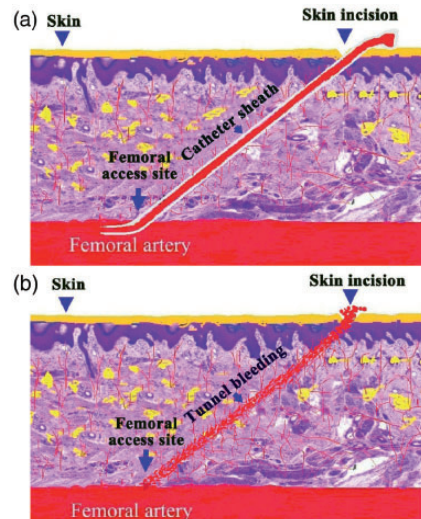 (a)
Skin
Skin incision
Catheter sheath
Femoral
access site
Femoral artery
(b)
Skin
Skin incision
Tunnel bleeding
Femoral
access site
Femoral artery